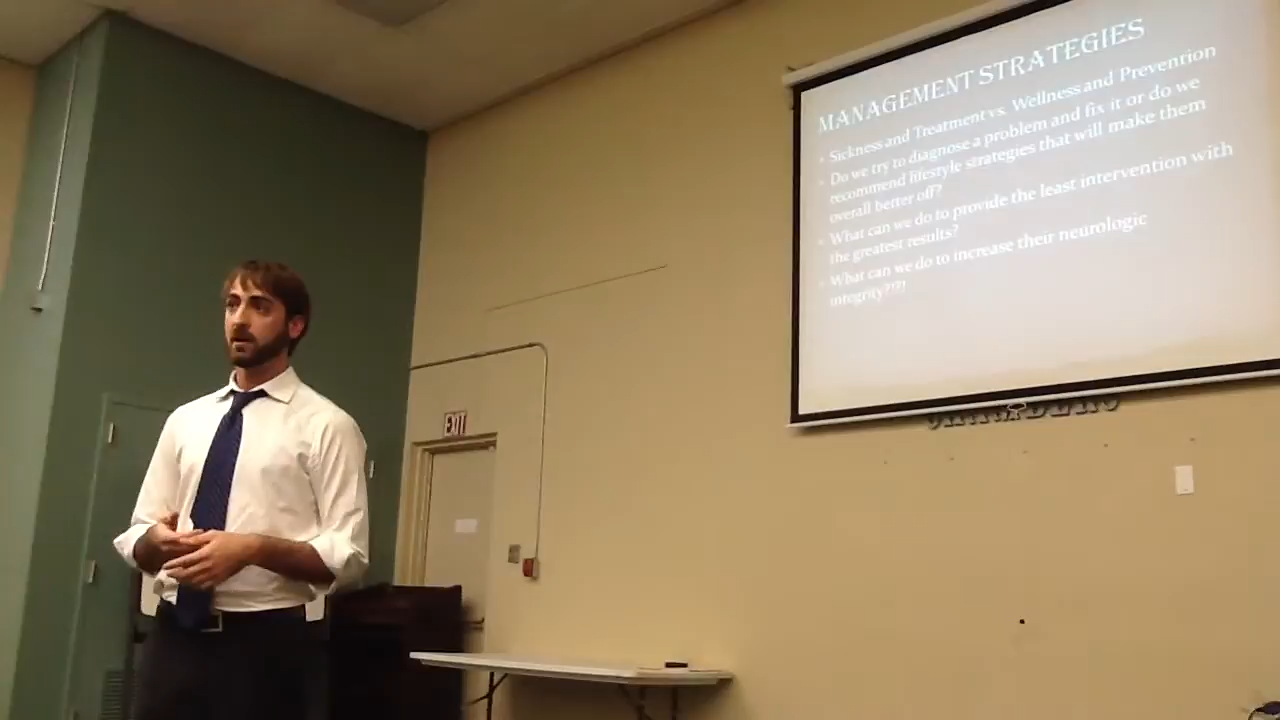 MANAGEMENT STRATEGIES
• Sickness and Treatment vs. Wellness and Prevention
• Do we try to diagnose a problem and fix it or do we
recommend lifestyle strategies that will make them
overall better off?
• What can we do to provide the least intervention with
the greatest results?
• What can we do to increase their neurologic
integrity?!?!
EXIT